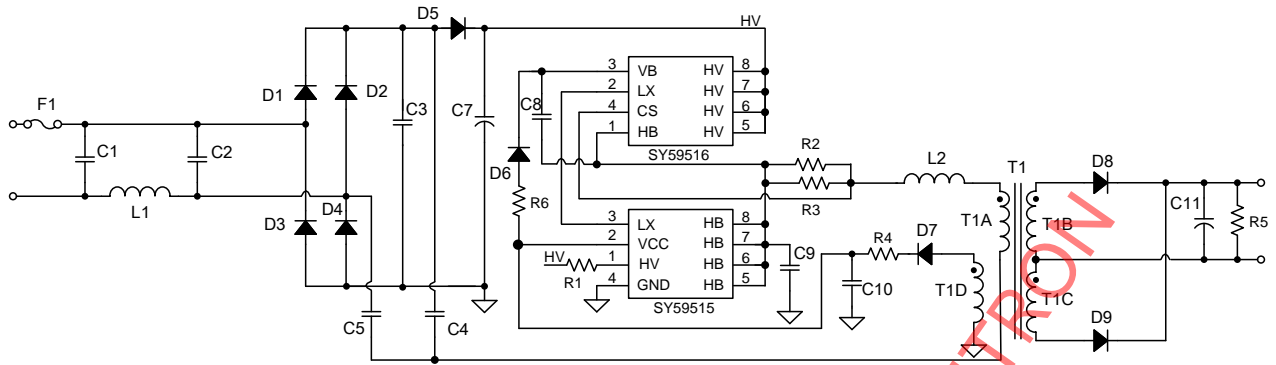 D5
HV
F1
D1
D2
C3
C7
C8
3 VB HV 8
2 LX HV 7
4 CS HV 6
1 HB HV 5
SY59516
C1
C2
L1
D3
D4
D6
R6
R2
R3
L2
T1
D8
T1A
T1B
C11
R5
3 LX HB 8
2 VCC HB 7
HV
R1
1 HV HB 6
4 GND HB 5
SY59515
C9
R4
D7
C10
T1D
T1C
D9
C5
C4